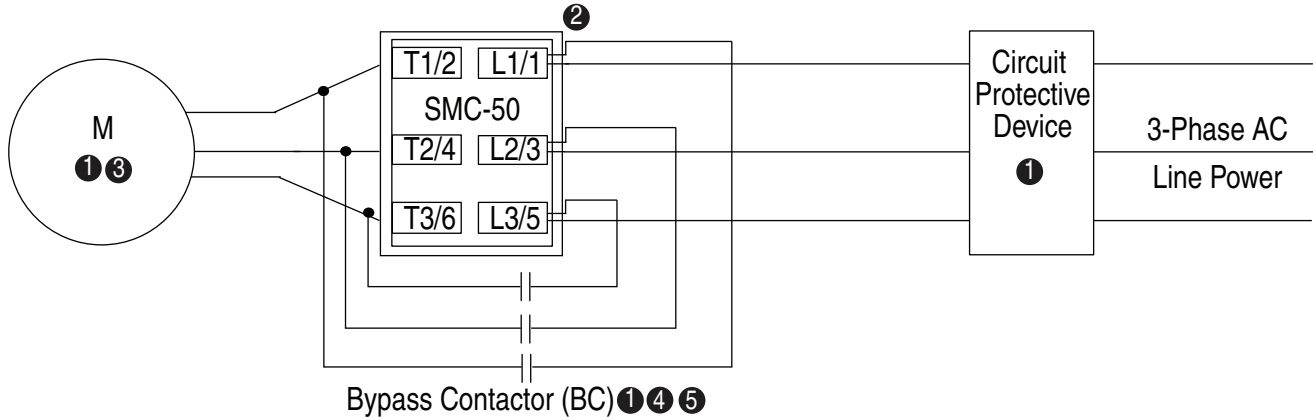 ❷
T1/2 L1/1
Circuit
Protective
Device
❶
SMC-50
M
❶❸
T2/4 L2/3
3-Phase AC
Line Power
T3/6 L3/5
Bypass Contactor (BC)❶❹❺